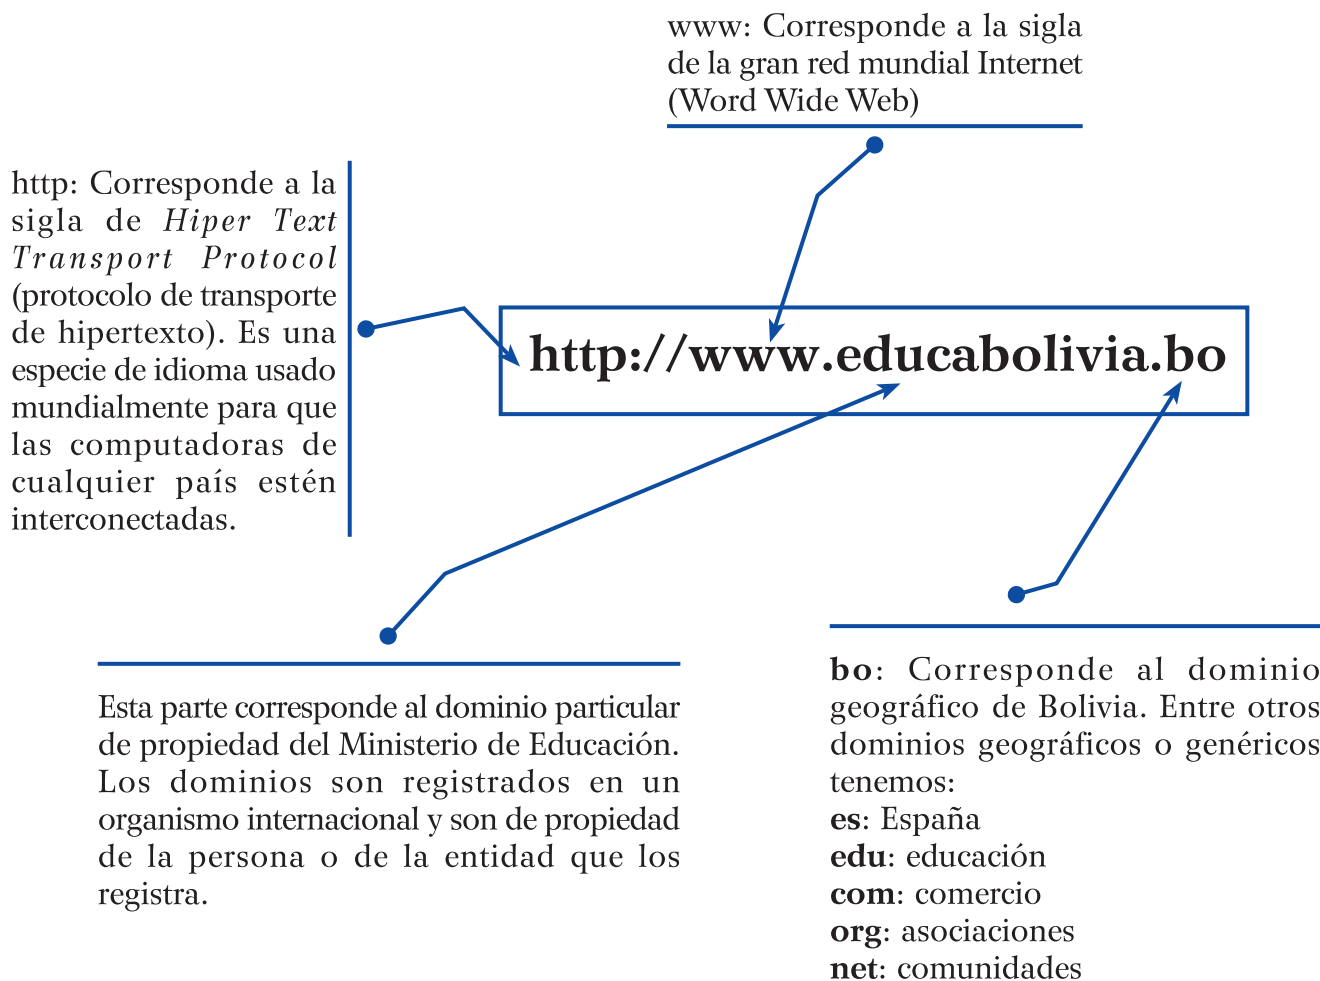 www: Corresponde a la sigla
de la gran red mundial Internet
(Word Wide Web)
http: Corresponde a la
sigla de Hiper Text
Transport Protocol
(protocolo de transporte
de hipertexto). Es una
especie de idioma usado
mundialmente para que
las computadoras de
cualquier país estén
interconectadas.
http://www.educabolivia.bo
Esta parte corresponde al dominio particular
de propiedad del Ministerio de Educación.
Los dominios son registrados en un
organismo internacional y son de propiedad
de la persona o de la entidad que los
registra.
bo: Corresponde al dominio
geográfico de Bolivia. Entre otros
dominios geográficos o genéricos
tenemos:
es: España
edu: educación
com: comercio
org: asociaciones
net: comunidades